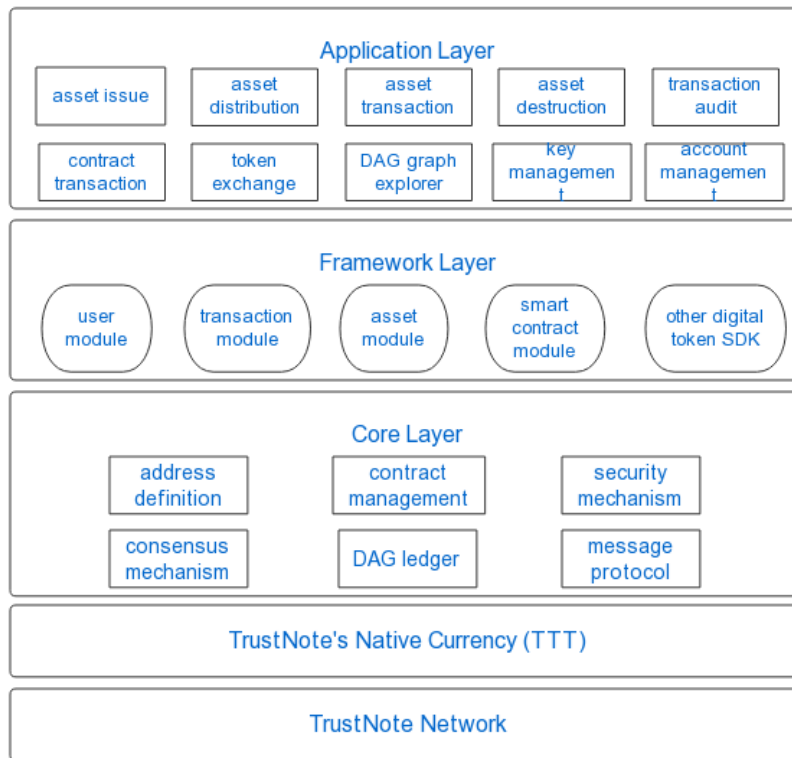 Application Layer
asset issue
asset
distribution
asset
transaction
asset
destruction
transaction
audit
contract
transaction
token
exchange
DAG graph
explorer
key
managemen
t
account
managemen
t
Framework Layer
user
module
transaction
module
asset
module
smart
contract
module
other digital
token SDK
Core Layer
address
definition
contract
management
security
mechanism
consensus
mechanism
DAG ledger
message
protocol
TrustNote's Native Currency (TTT)
TrustNote Network